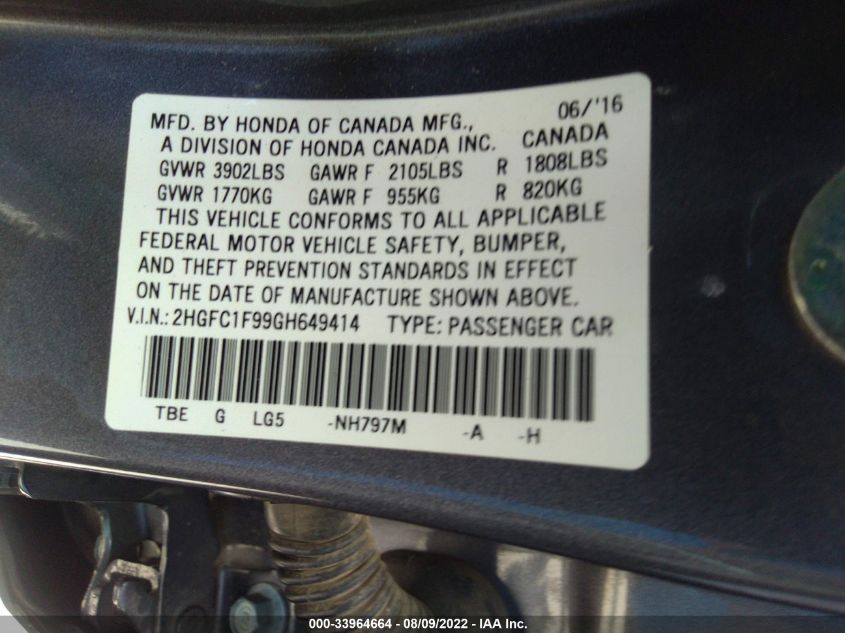 06/'16
MFD. BY HONDA OF CANADA MFG.,
A DIVISION OF HONDA CANADA INC. CANADA
GVWR 3902LBS GAWR F 2105LBS R 1808LBS
GVWR 1770KG GAWR F 955KG R 820KG
THIS VEHICLE CONFORMS TO ALL APPLICABLE
FEDERAL MOTOR VEHICLE SAFETY, BUMPER,
AND THEFT PREVENTION STANDARDS IN EFFECT
ON THE DATE OF MANUFACTURE SHOWN ABOVE.
V.I.N.: 2HGFC1F99GH649414 TYPE: PASSENGER CAR
TBE G LG5 -NH797M -A -H
000-33964664 - 08/09/2022 - IAA Inc.